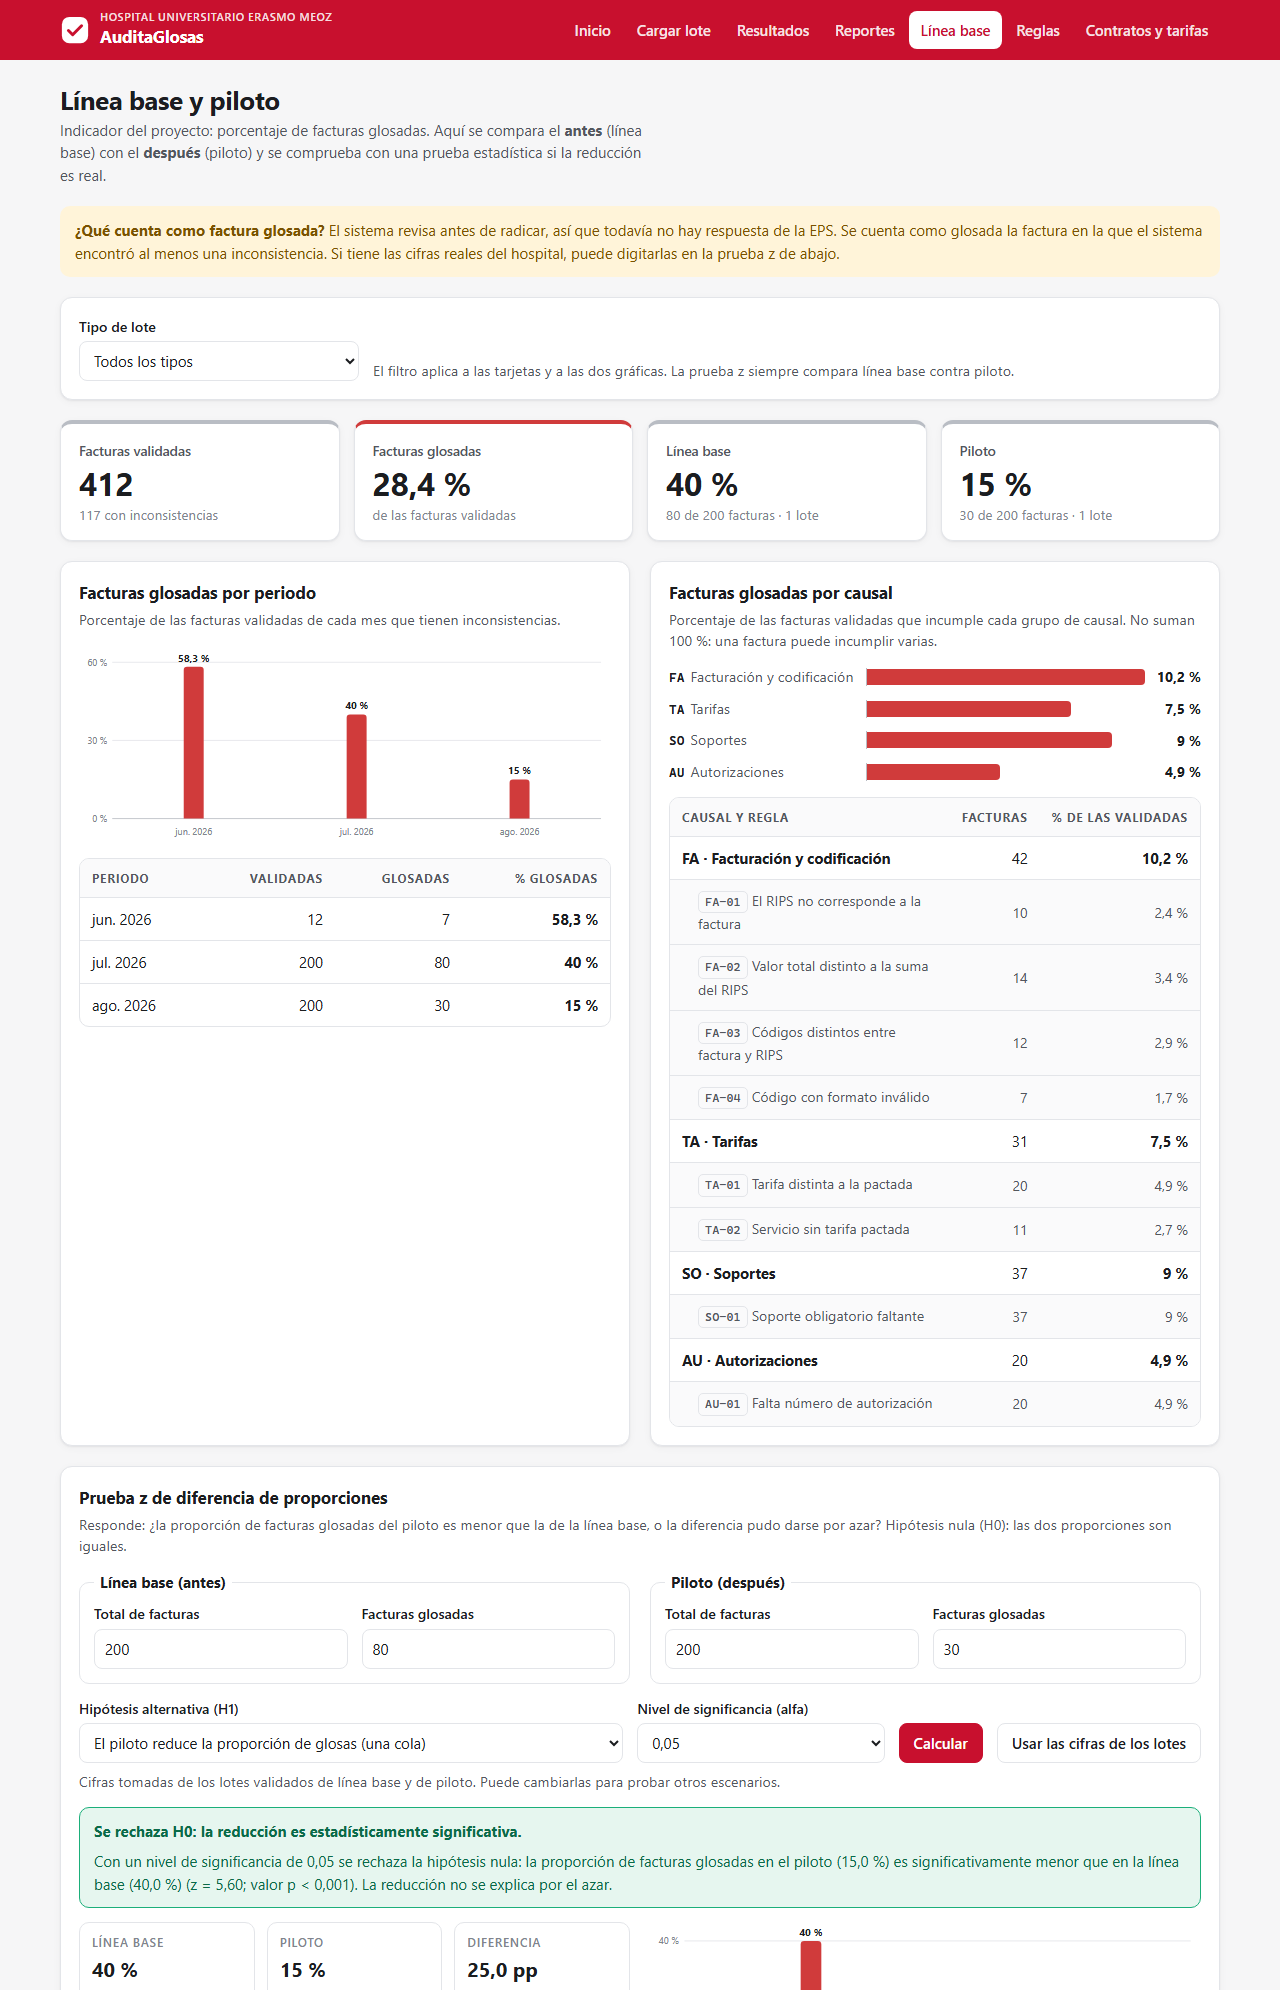 HOSPITAL UNIVERSITARIO ERASMO MEOZ
AuditaGlosas
Inicio
Cargar lote
Resultados
Reportes
Línea base
Reglas
Contratos y tarifas
Línea base y piloto
Indicador del proyecto: porcentaje de facturas glosadas. Aquí se compara el antes (línea
base) con el después (piloto) y se comprueba con una prueba estadística si la reducción
es real.
¿Qué cuenta como factura glosada? El sistema revisa antes de radicar, así que todavía no hay respuesta de la EPS. Se cuenta como glosada la factura en la que el sistema
encontró al menos una inconsistencia. Si tiene las cifras reales del hospital, puede digitarlas en la prueba z de abajo.
Tipo de lote
Todos los tipos
El filtro aplica a las tarjetas y a las dos gráficas. La prueba z siempre compara línea base contra piloto.
Facturas validadas
412
117 con inconsistencias
Facturas glosadas
28,4 %
de las facturas validadas
Línea base
40 %
80 de 200 facturas · 1 lote
Piloto
15 %
30 de 200 facturas · 1 lote
Facturas glosadas por periodo
Porcentaje de las facturas validadas de cada mes que tienen inconsistencias.
60 %
30 %
0 %
58,3 %
40 %
15 %
jun. 2026
jul. 2026
ago. 2026
PERIODO VALIDADAS GLOSADAS % GLOSADAS
jun. 2026 12 7 58,3 %
jul. 2026 200 80 40 %
ago. 2026 200 30 15 %
Facturas glosadas por causal
Porcentaje de las facturas validadas que incumple cada grupo de causal. No suman
100 %: una factura puede incumplir varias.
FA Facturación y codificación 10,2 %
TA Tarifas 7,5 %
SO Soportes 9 %
AU Autorizaciones 4,9 %
CAUSAL Y REGLA FACTURAS % DE LAS VALIDADAS
FA · Facturación y codificación 42 10,2 %
FA-01 El RIPS no corresponde a la
factura 10 2,4 %
FA-02 Valor total distinto a la suma
del RIPS 14 3,4 %
FA-03 Códigos distintos entre
factura y RIPS 12 2,9 %
FA-04 Código con formato inválido 7 1,7 %
TA · Tarifas 31 7,5 %
TA-01 Tarifa distinta a la pactada 20 4,9 %
TA-02 Servicio sin tarifa pactada 11 2,7 %
SO · Soportes 37 9 %
SO-01 Soporte obligatorio faltante 37 9 %
AU · Autorizaciones 20 4,9 %
AU-01 Falta número de autorización 20 4,9 %
Prueba z de diferencia de proporciones
Responde: ¿la proporción de facturas glosadas del piloto es menor que la de la línea base, o la diferencia pudo darse por azar? Hipótesis nula (H0): las dos proporciones son
iguales.
Línea base (antes)
Total de facturas
200
Facturas glosadas
80
Piloto (después)
Total de facturas
200
Facturas glosadas
30
Hipótesis alternativa (H1)
El piloto reduce la proporción de glosas (una cola)
Nivel de significancia (alfa)
0,05
Calcular
Usar las cifras de los lotes
Cifras tomadas de los lotes validados de línea base y de piloto. Puede cambiarlas para probar otros escenarios.
Se rechaza H0: la reducción es estadísticamente significativa.
Con un nivel de significancia de 0,05 se rechaza la hipótesis nula: la proporción de facturas glosadas en el piloto (15,0 %) es significativamente menor que en la línea
base (40,0 %) (z = 5,60; valor p < 0,001). La reducción no se explica por el azar.
LÍNEA BASE
40 %
PILOTO
15 %
DIFERENCIA
25,0 pp
40 %
40 %